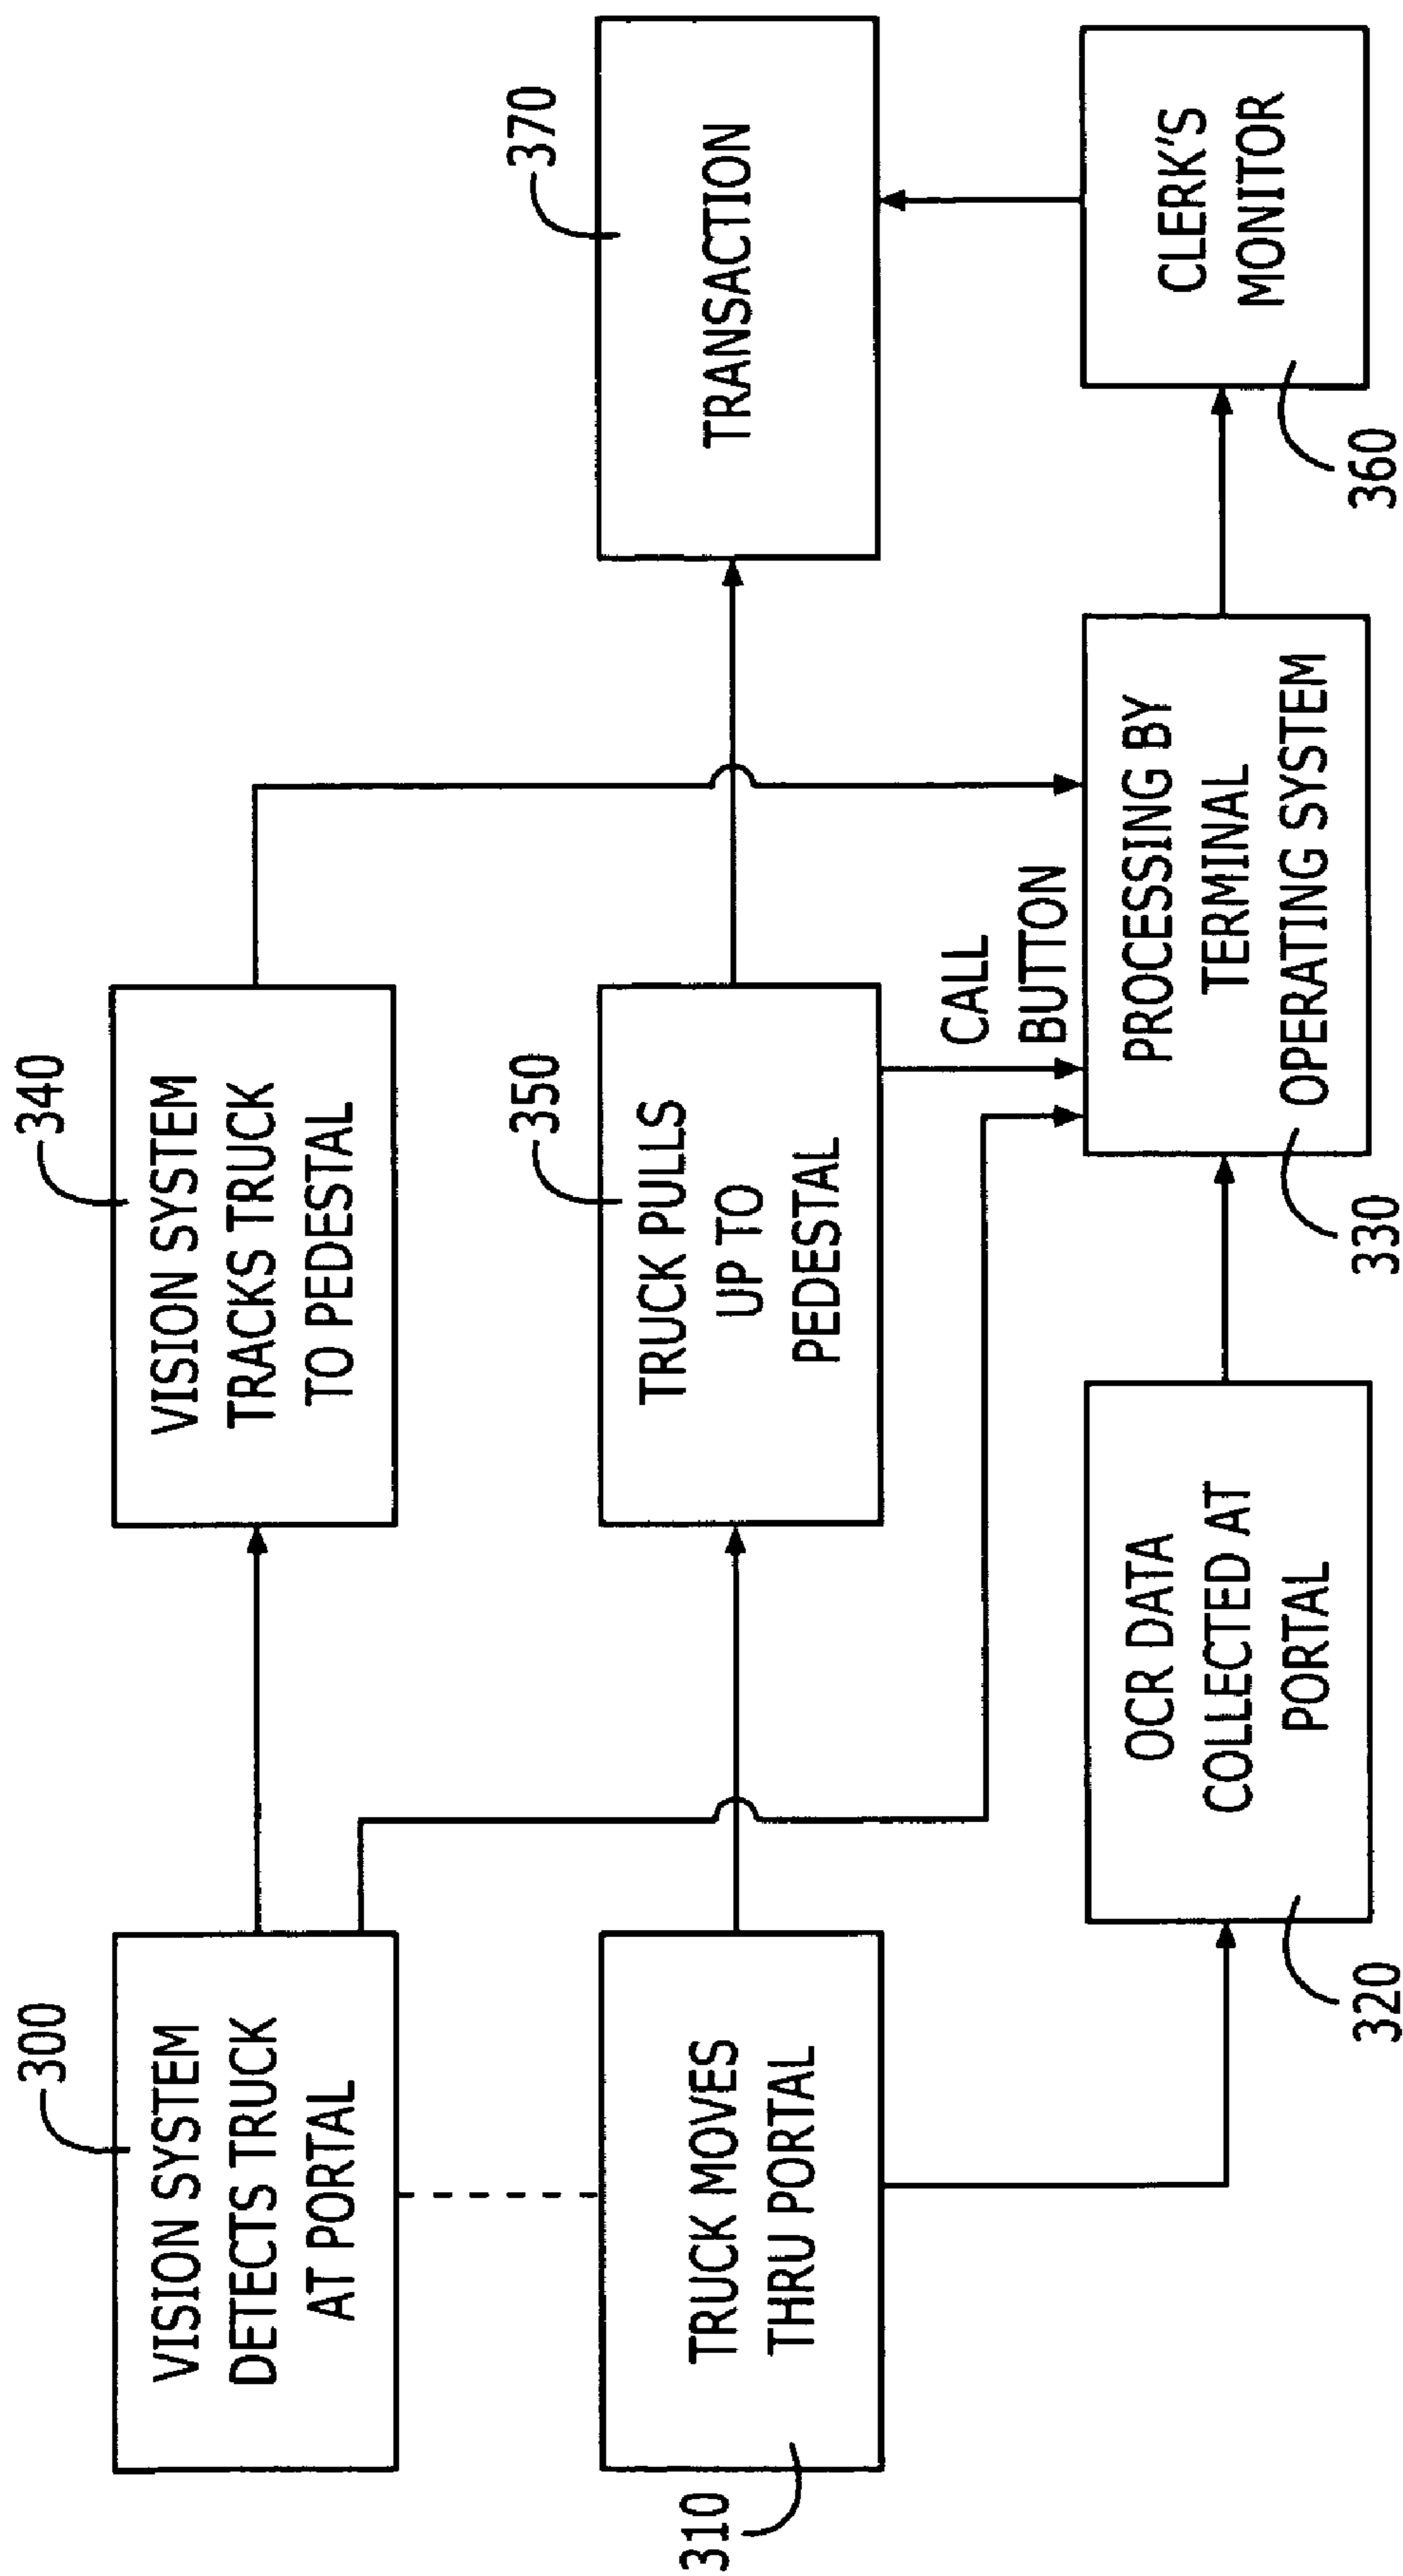 300
VISION SYSTEM
DETECTS TRUCK
AT PORTAL
340
VISION SYSTEM
TRACKS TRUCK
TO PEDESTAL
310
TRUCK MOVES
THRU PORTAL
350
TRUCK PULLS
UP TO
PEDESTAL
370
TRANSACTION
CALL
BUTTON
320
OCR DATA
COLLECTED AT
PORTAL
330
PROCESSING BY
TERMINAL
OPERATING SYSTEM
360
CLERK'S
MONITOR